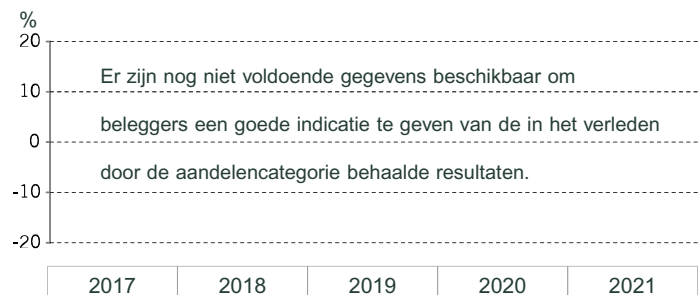 %
20
Er zijn nog niet voldoende gegevens beschikbaar om
10
beleggers een goede indicatie te geven van de in het verleden
0
door de aandelencategorie behaalde resultaten.
-10
-20
2017 2018 2019 2020 2021